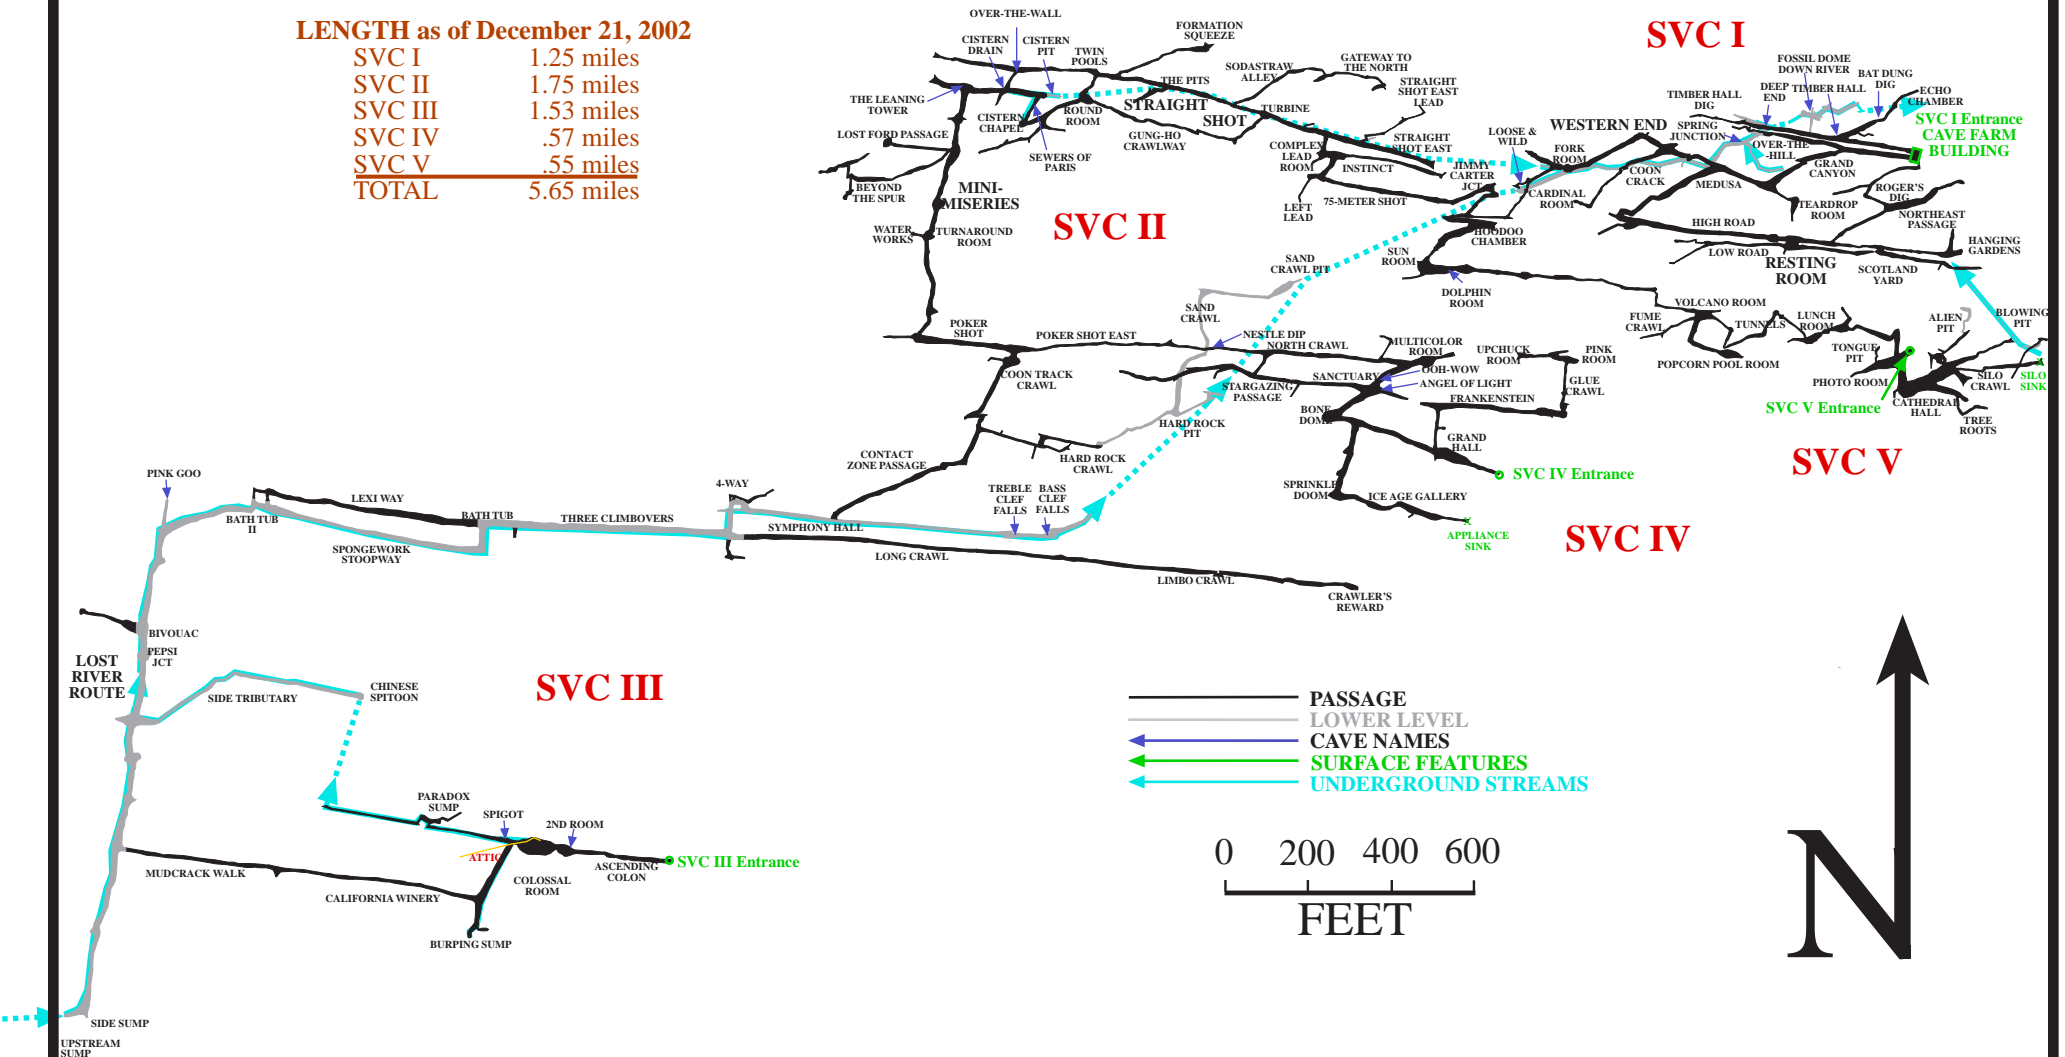 LENGTH as of December 21, 2002
SVC I 1.25 miles
SVC II 1.75 miles
SVC III 1.53 miles
SVC IV .57 miles
SVC V .55 miles
TOTAL 5.65 miles
OVER-THE-WALL
CISTERN
DRAIN
CISTERN
PIT
TWIN
POOLS
FORMATION
SQUEEZE
THE PITS
SODASTRAW
ALLEY
GATEWAY TO
THE NORTH
STRAIGHT
SHOT EAST
LEAD
THE LEANING
TOWER
CISTERN
CHAPEL
ROUND
ROOM
STRAIGHT
SHOT
TURBINE
GUNG-HO
CRAWLWAY
SEWERS OF
PARIS
LOST FORD PASSAGE
BEYOND
THE SPUR
MINI-
MISERIES
WATER
WORKS
TURNAROUND
ROOM
SVC II
COMPLEX
LEAD
ROOM
INSTINCT
STRAIGHT
SHOT EAST
LEFT
LEAD
75-METER SHOT
JIMMY
CARTER
JCT
LOOSE &
WILD
SVC I
WESTERN END
FORK
ROOM
CARDINAL
ROOM
COON
CRACK
MEDUSA
SPRING
JUNCTION
TIMBER HALL
DIG
DEEP
END
FOSSIL DOME
DOWN RIVER
TIMBER HALL
BAT DUNG
DIG
ECHO
CHAMBER
SVC I Entrance
CAVE FARM
BUILDING
OVER-THE
-HILL
GRAND
CANYON
TEARDROP
ROOM
ROGER'S
DIG
NORTHEAST
PASSAGE
HIGH ROAD
LOW ROAD
RESTING
ROOM
HANGING
GARDENS
SCOTLAND
YARD
HOODOO
CHAMBER
SUN
ROOM
DOLPHIN
ROOM
SAND
CRAWL PIT
SAND
CRAWL
VOLCANO ROOM
FUME
CRAWL
TUNNELS
LUNCH
ROOM
POPCORN POOL ROOM
TONGUE
PIT
PHOTO ROOM
ALIEN
PIT
BLOWING
PIT
SILO
CRAWL
SILO
SINK
CATHEDRAL
HALL
TREE
ROOTS
SVC V Entrance
SVC V
POKER
SHOT
POKER SHOT EAST
NESTLE DIP
NORTH CRAWL
MULTICOLOR
ROOM
UPCHUCK
ROOM
PINK
ROOM
COON TRACK
CRAWL
STARGAZING
PASSAGE
SANCTUARY
OOH-WOW
ANGEL OF LIGHT
GLUE
CRAWL
FRANKENSTEIN
BONE
DOME
HARD ROCK
PIT
HARD ROCK
CRAWL
GRAND
HALL
SVC IV Entrance
CONTACT
ZONE PASSAGE
SPRINKLE
DOOM
ICE AGE GALLERY
APPLIANCE
SINK
SVC IV
PINK GOO
LEXI WAY
BATH TUB
II
BATH TUB
SPONGEWORK
STOOPWAY
THREE CLIMBOVERS
4-WAY
SYMPHONY HALL
TREBLE
CLEF
FALLS
BASS
CLEF
FALLS
LONG CRAWL
LIMBO CRAWL
CRAWLER'S
REWARD
BIVOUAC
PEPSI
JCT
LOST
RIVER
ROUTE
SIDE TRIBUTARY
CHINESE
SPITOON
SVC III
PARADOX
SUMP
SPIGOT
2ND ROOM
ATTIC
COLOSSAL
ROOM
ASCENDING
COLON
SVC III Entrance
MUDCRACK WALK
CALIFORNIA WINERY
BURPING SUMP
SIDE SUMP
UPSTREAM
SUMP
PASSAGE
LOWER LEVEL
CAVE NAMES
SURFACE FEATURES
UNDERGROUND STREAMS
0 200 400 600
FEET
N